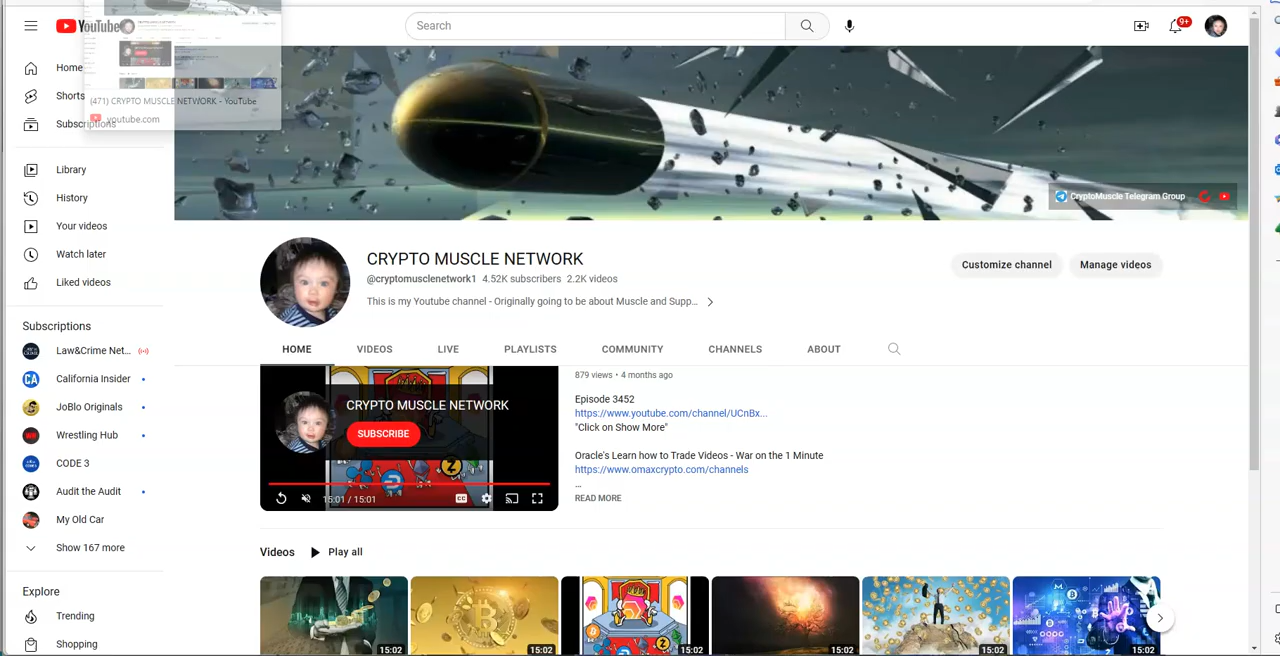 YouTube
Search
9+
(471) CRYPTO MUSCLE NETWORK - YouTube
youtube.com
Home
Shorts
Subscriptions
Library
History
Your videos
Watch later
Liked videos
Subscriptions
Law&Crime Net...
California Insider
JoBlo Originals
Wrestling Hub
CODE 3
Audit the Audit
My Old Car
Show 167 more
Explore
Trending
Shopping
CryptoMuscle Telegram Group
CRYPTO MUSCLE NETWORK
@cryptomusclenetwork1 4.52K subscribers 2.2K videos
This is my Youtube channel - Originally going to be about Muscle and Supp...
Customize channel
Manage videos
HOME VIDEOS LIVE PLAYLISTS COMMUNITY CHANNELS ABOUT
CRYPTO MUSCLE NETWORK
SUBSCRIBE
15:01 / 15:01
CC
879 views • 4 months ago
Episode 3452
https://www.youtube.com/channel/UCnBx...
"Click on Show More"
Oracle's Learn how to Trade Videos - War on the 1 Minute
https://www.omaxcrypto.com/channels
...
READ MORE
Videos
Play all
15:02
15:02
15:02
15:02
15:02
15:02